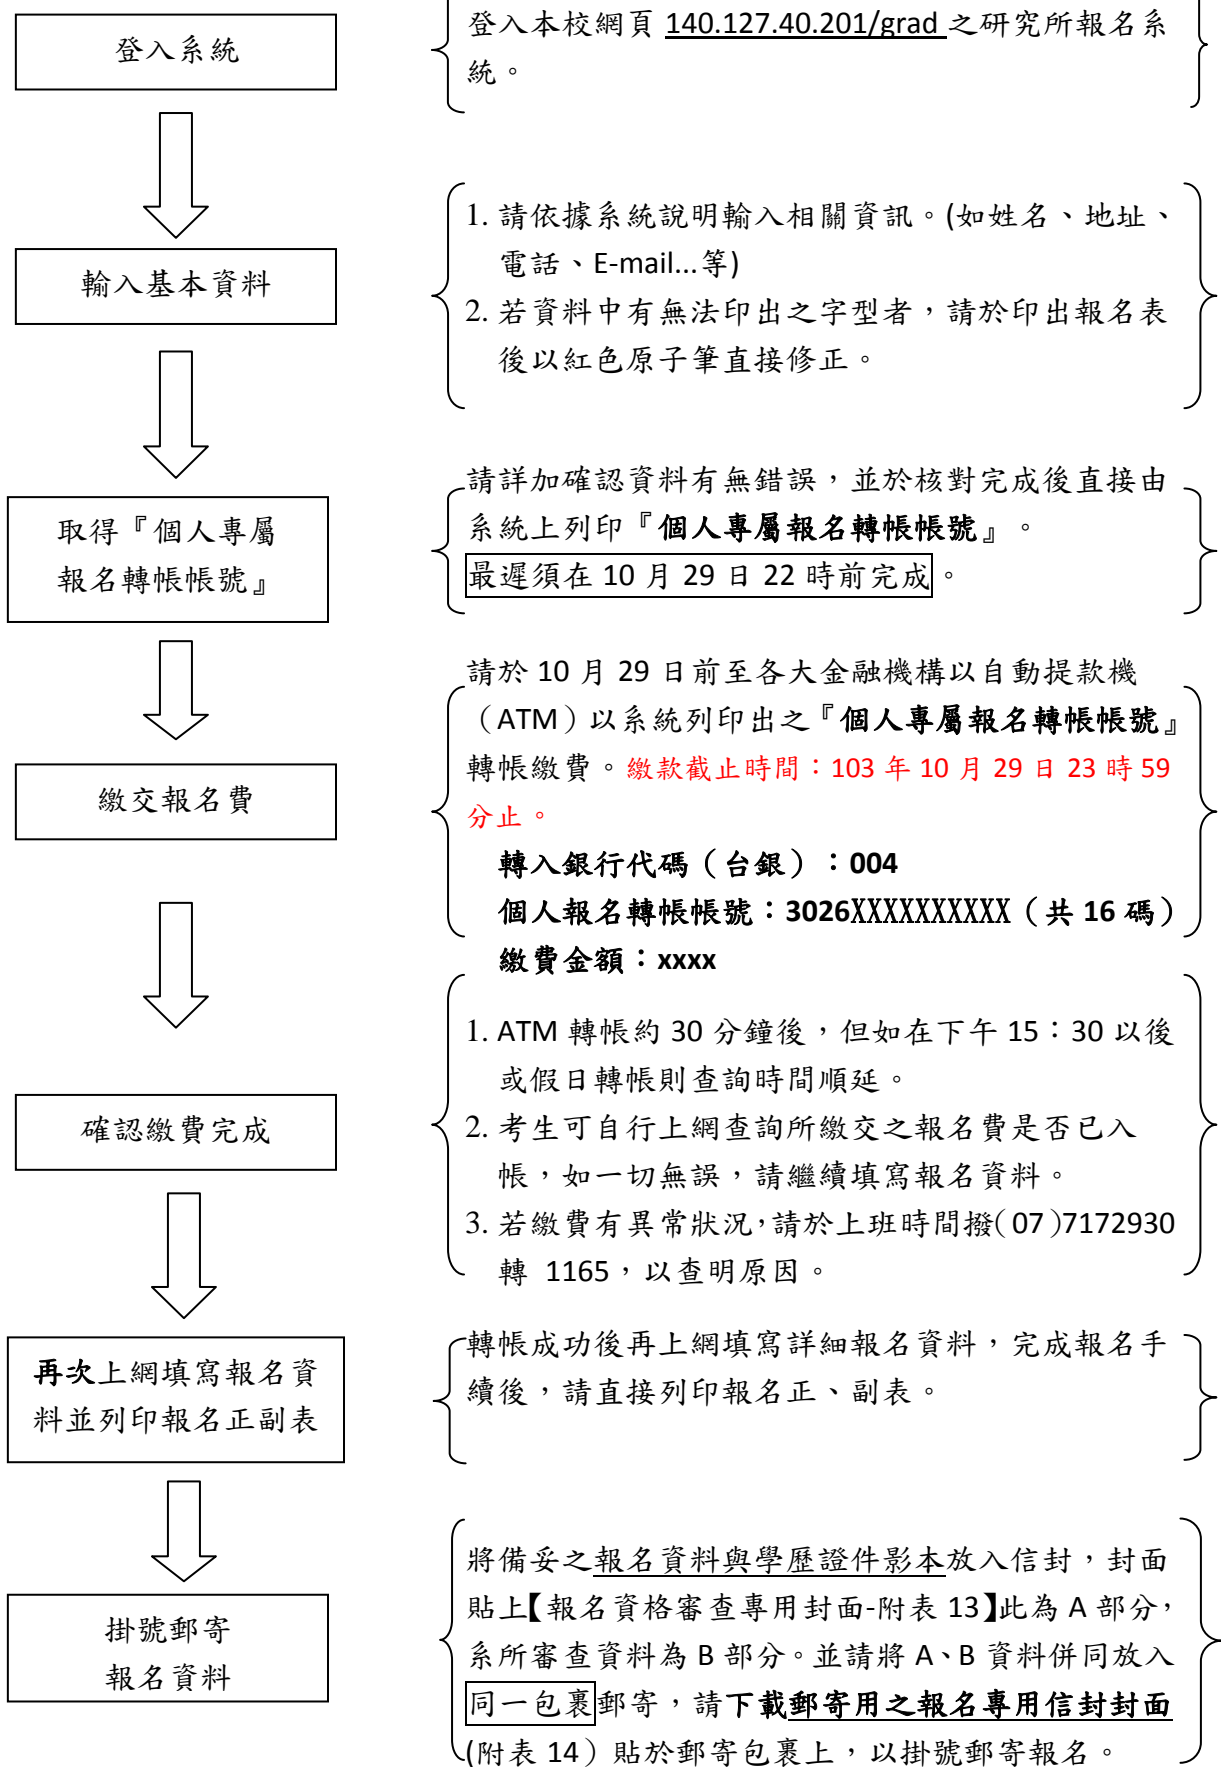 登入系統
登入本校網頁 140.127.40.201/grad 之研究所報名系
統。
輸入基本資料
1. 請依據系統說明輸入相關資訊。(如姓名、地址、
電話、E-mail...等)
2. 若資料中有無法印出之字型者，請於印出報名表
後以紅色原子筆直接修正。
取得『個人專屬
報名轉帳帳號』
請詳加確認資料有無錯誤，並於核對完成後直接由
系統上列印『個人專屬報名轉帳帳號』。
最遲須在 10 月 29 日 22 時前完成。
繳交報名費
請於 10 月 29 日前至各大金融機構以自動提款機
（ATM）以系統列印出之『個人專屬報名轉帳帳號』
轉帳繳費。繳款截止時間：103 年 10 月 29 日 23 時 59
分止。
轉入銀行代碼（台銀）：004
個人報名轉帳帳號：3026XXXXXXXXXX（共 16 碼）
繳費金額：xxxx
確認繳費完成
1. ATM 轉帳約 30 分鐘後，但如在下午 15：30 以後
或假日轉帳則查詢時間順延。
2. 考生可自行上網查詢所繳交之報名費是否已入
帳，如一切無誤，請繼續填寫報名資料。
3. 若繳費有異常狀況，請於上班時間撥（07）7172930
轉 1165，以查明原因。
再次上網填寫報名資
料並列印報名正副表
轉帳成功後再上網填寫詳細報名資料，完成報名手
續後，請直接列印報名正、副表。
掛號郵寄
報名資料
將備妥之報名資料與學歷證件影本放入信封，封面
貼上【報名資格審查專用封面-附表 13】此為 A 部分，
系所審查資料為 B 部分。並請將 A、B 資料併同放入
同一包裹郵寄，請下載郵寄用之報名專用信封封面
(附表 14）貼於郵寄包裹上，以掛號郵寄報名。